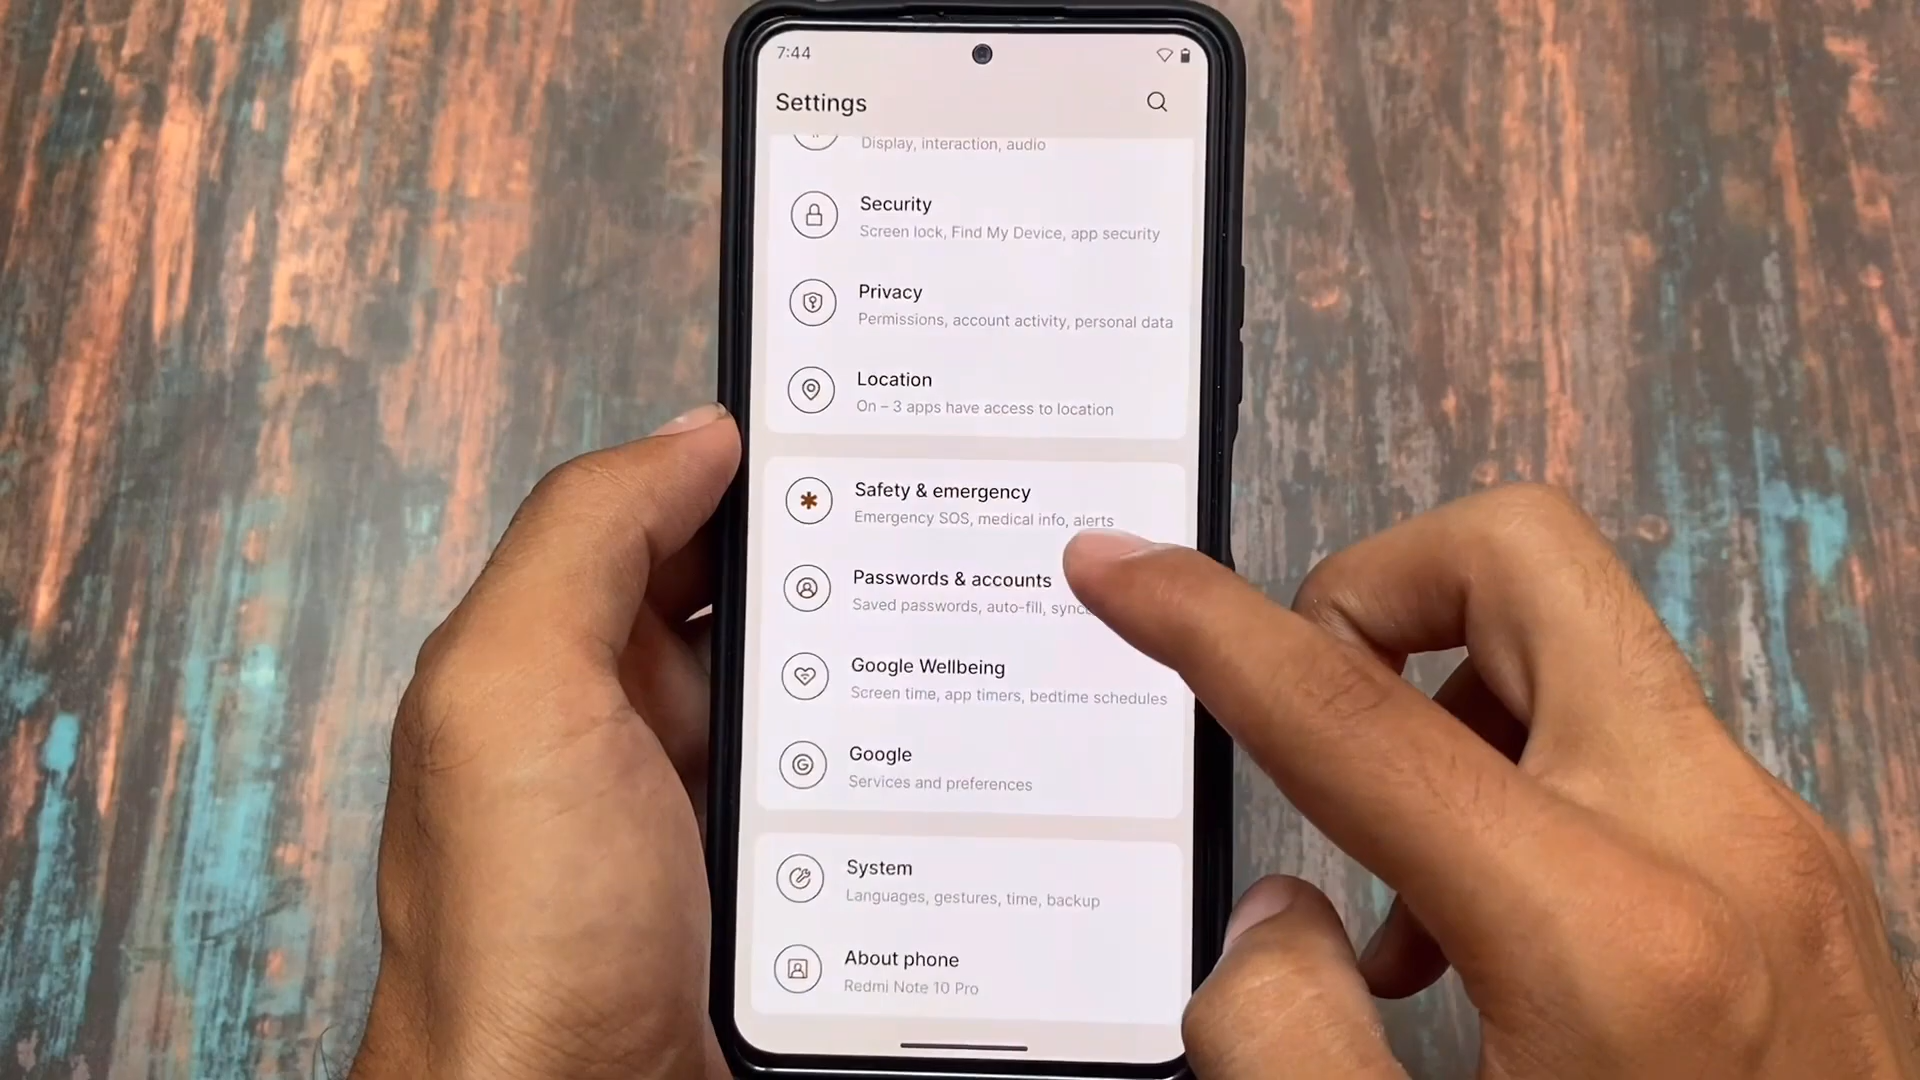 7:44
Settings
Display, interaction, audio
Security
Screen lock, Find My Device, app security
Privacy
Permissions, account activity, personal data
Location
On – 3 apps have access to location
Safety & emergency
Emergency SOS, medical info, alerts
Passwords & accounts
Saved passwords, auto-fill,
Google Wellbeing
Screen time, app timers, bedtime schedules
Google
Services and preferences
System
Languages, gestures, time, backup
About phone
Redmi Note 10 Pro